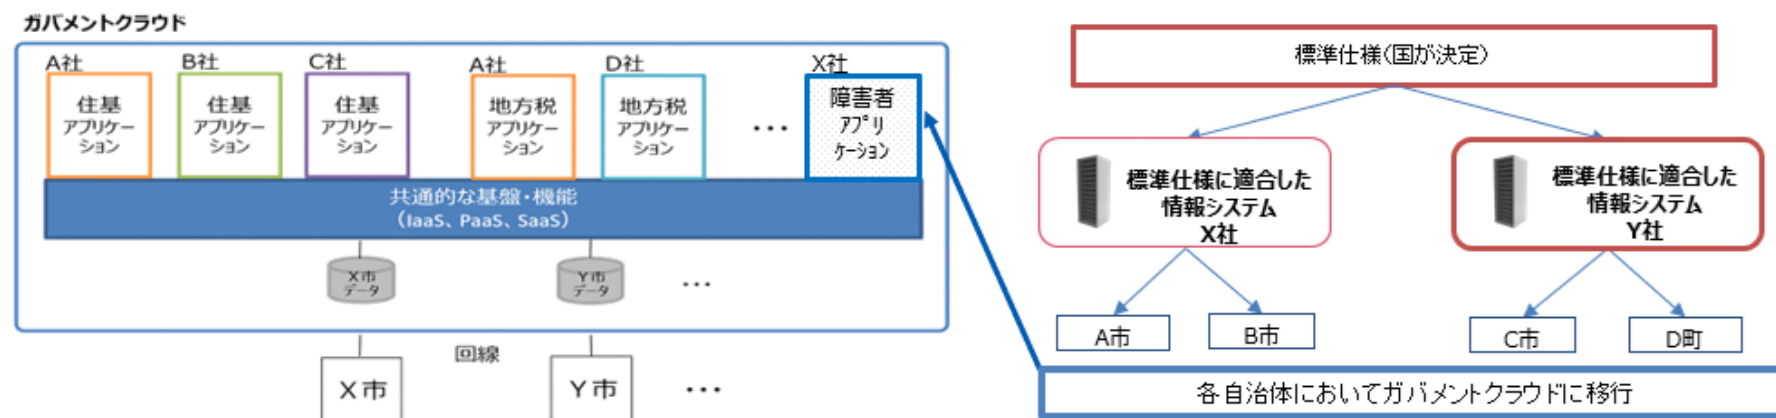 ガバメントクラウド
A社
住基
アプリケー
ション
B社
住基
アプリケー
ション
C社
住基
アプリケー
ション
A社
地方税
アプリケー
ション
D社
地方税
アプリケー
ション
…
X社
障害者
アプリ
ケーション
共通的な基盤・機能
(IaaS、PaaS、SaaS)
X市
データ
Y市
データ
…
回線
X市
Y市
…
標準仕様(国が決定)
標準仕様に適合した
情報システム
X社
標準仕様に適合した
情報システム
Y社
A市
B市
C市
D町
各自治体においてガバメントクラウドに移行